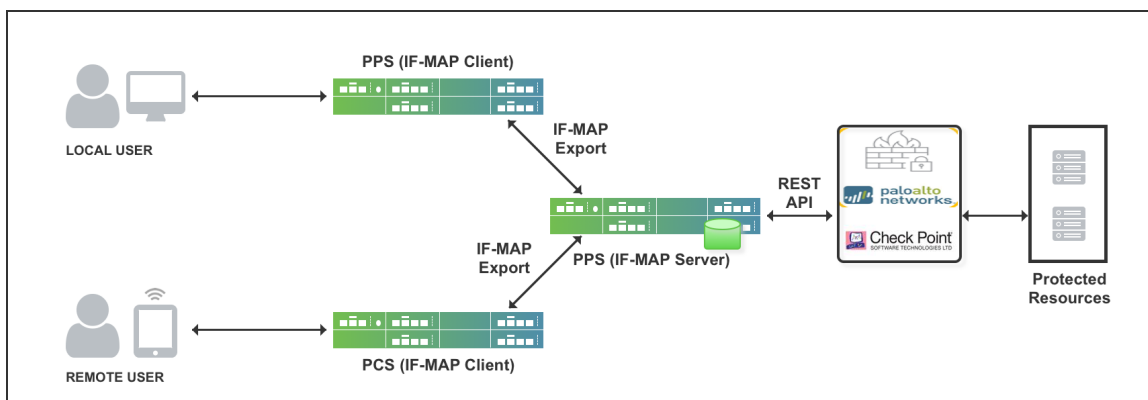 PPS (IF-MAP Client)
LOCAL USER
IF-MAP
Export
REST
API
paloalto
networks
Check Point
SOFTWARE TECHNOLOGIES LTD
IF-MAP
Export
PPS (IF-MAP Server)
Protected
Resources
PCS (IF-MAP Client)
REMOTE USER